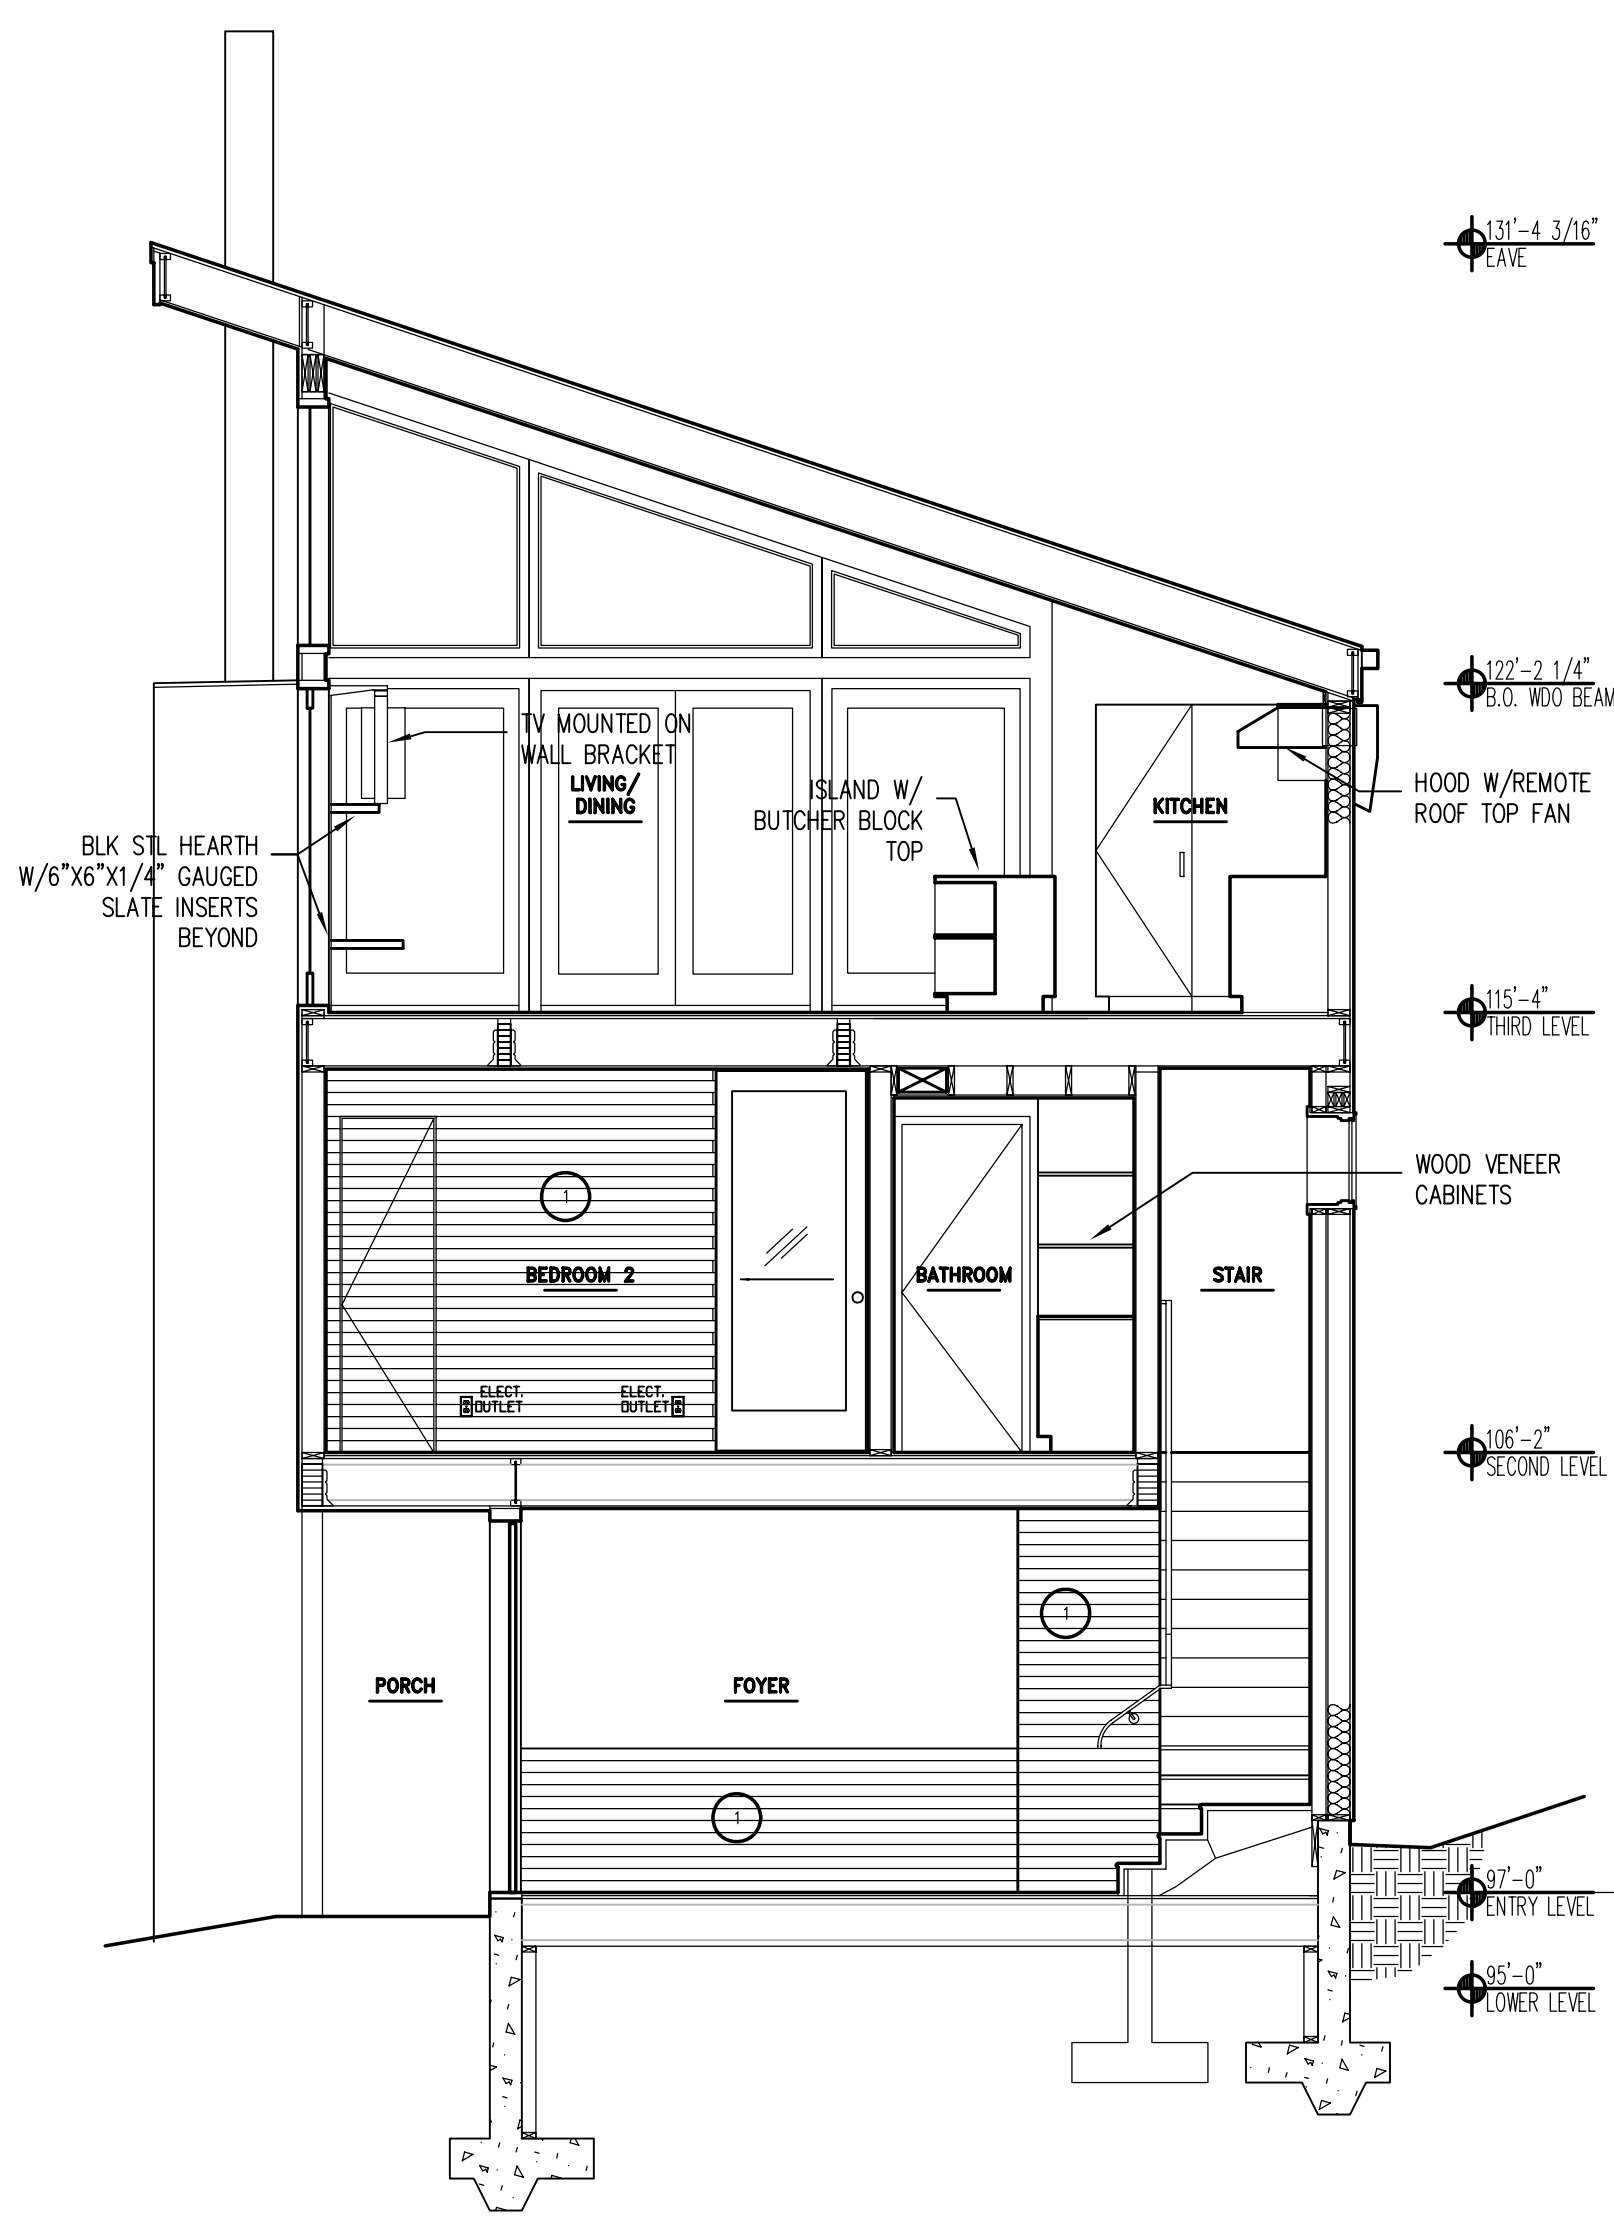 131'-4 3/16"
EAVE
122'-2 1/4"
B.O. WDO BEAM
TV MOUNTED ON
WALL BRACKET
LIVING/
DINING
ISLAND W/
BUTCHER BLOCK
TOP
KITCHEN
HOOD W/REMOTE
ROOF TOP FAN
BLK STL HEARTH
W/6"X6"X1/4" GAUGED
SLATE INSERTS
BEYOND
115'-4"
THIRD LEVEL
WOOD VENEER
CABINETS
1
BEDROOM 2
BATHROOM
STAIR
ELECT.
OUTLET
ELECT.
OUTLET
106'-2"
SECOND LEVEL
1
PORCH
FOYER
1
97'-0"
ENTRY LEVEL
95'-0"
LOWER LEVEL